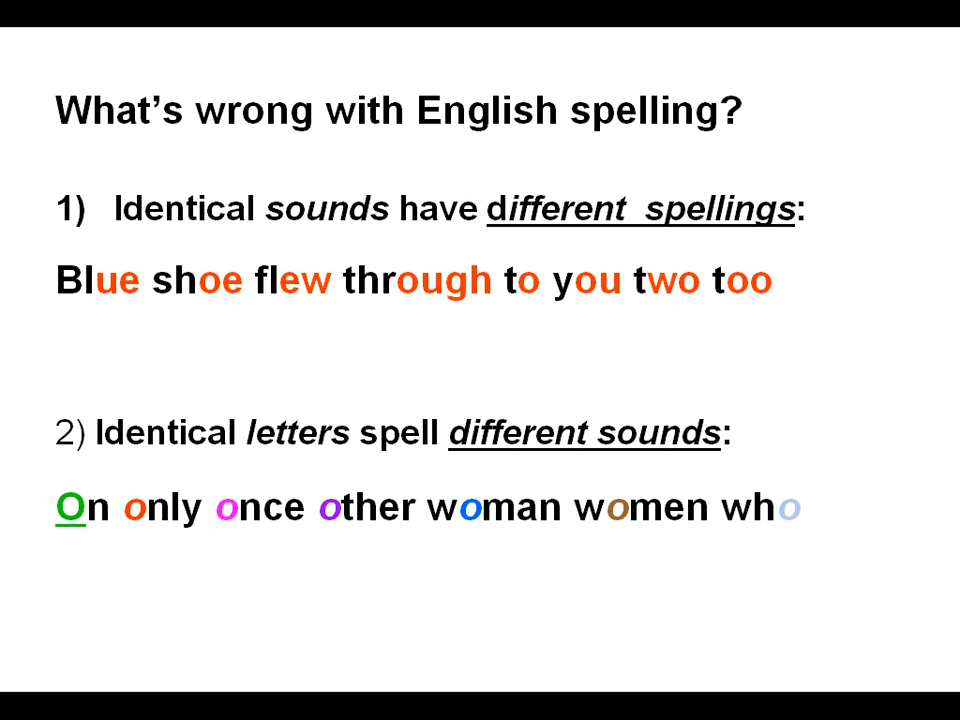 What's wrong with English spelling?
1) Identical sounds have different spellings:
Blue shoe flew through to you two too
2) Identical letters spell different sounds:
On only once other woman women who